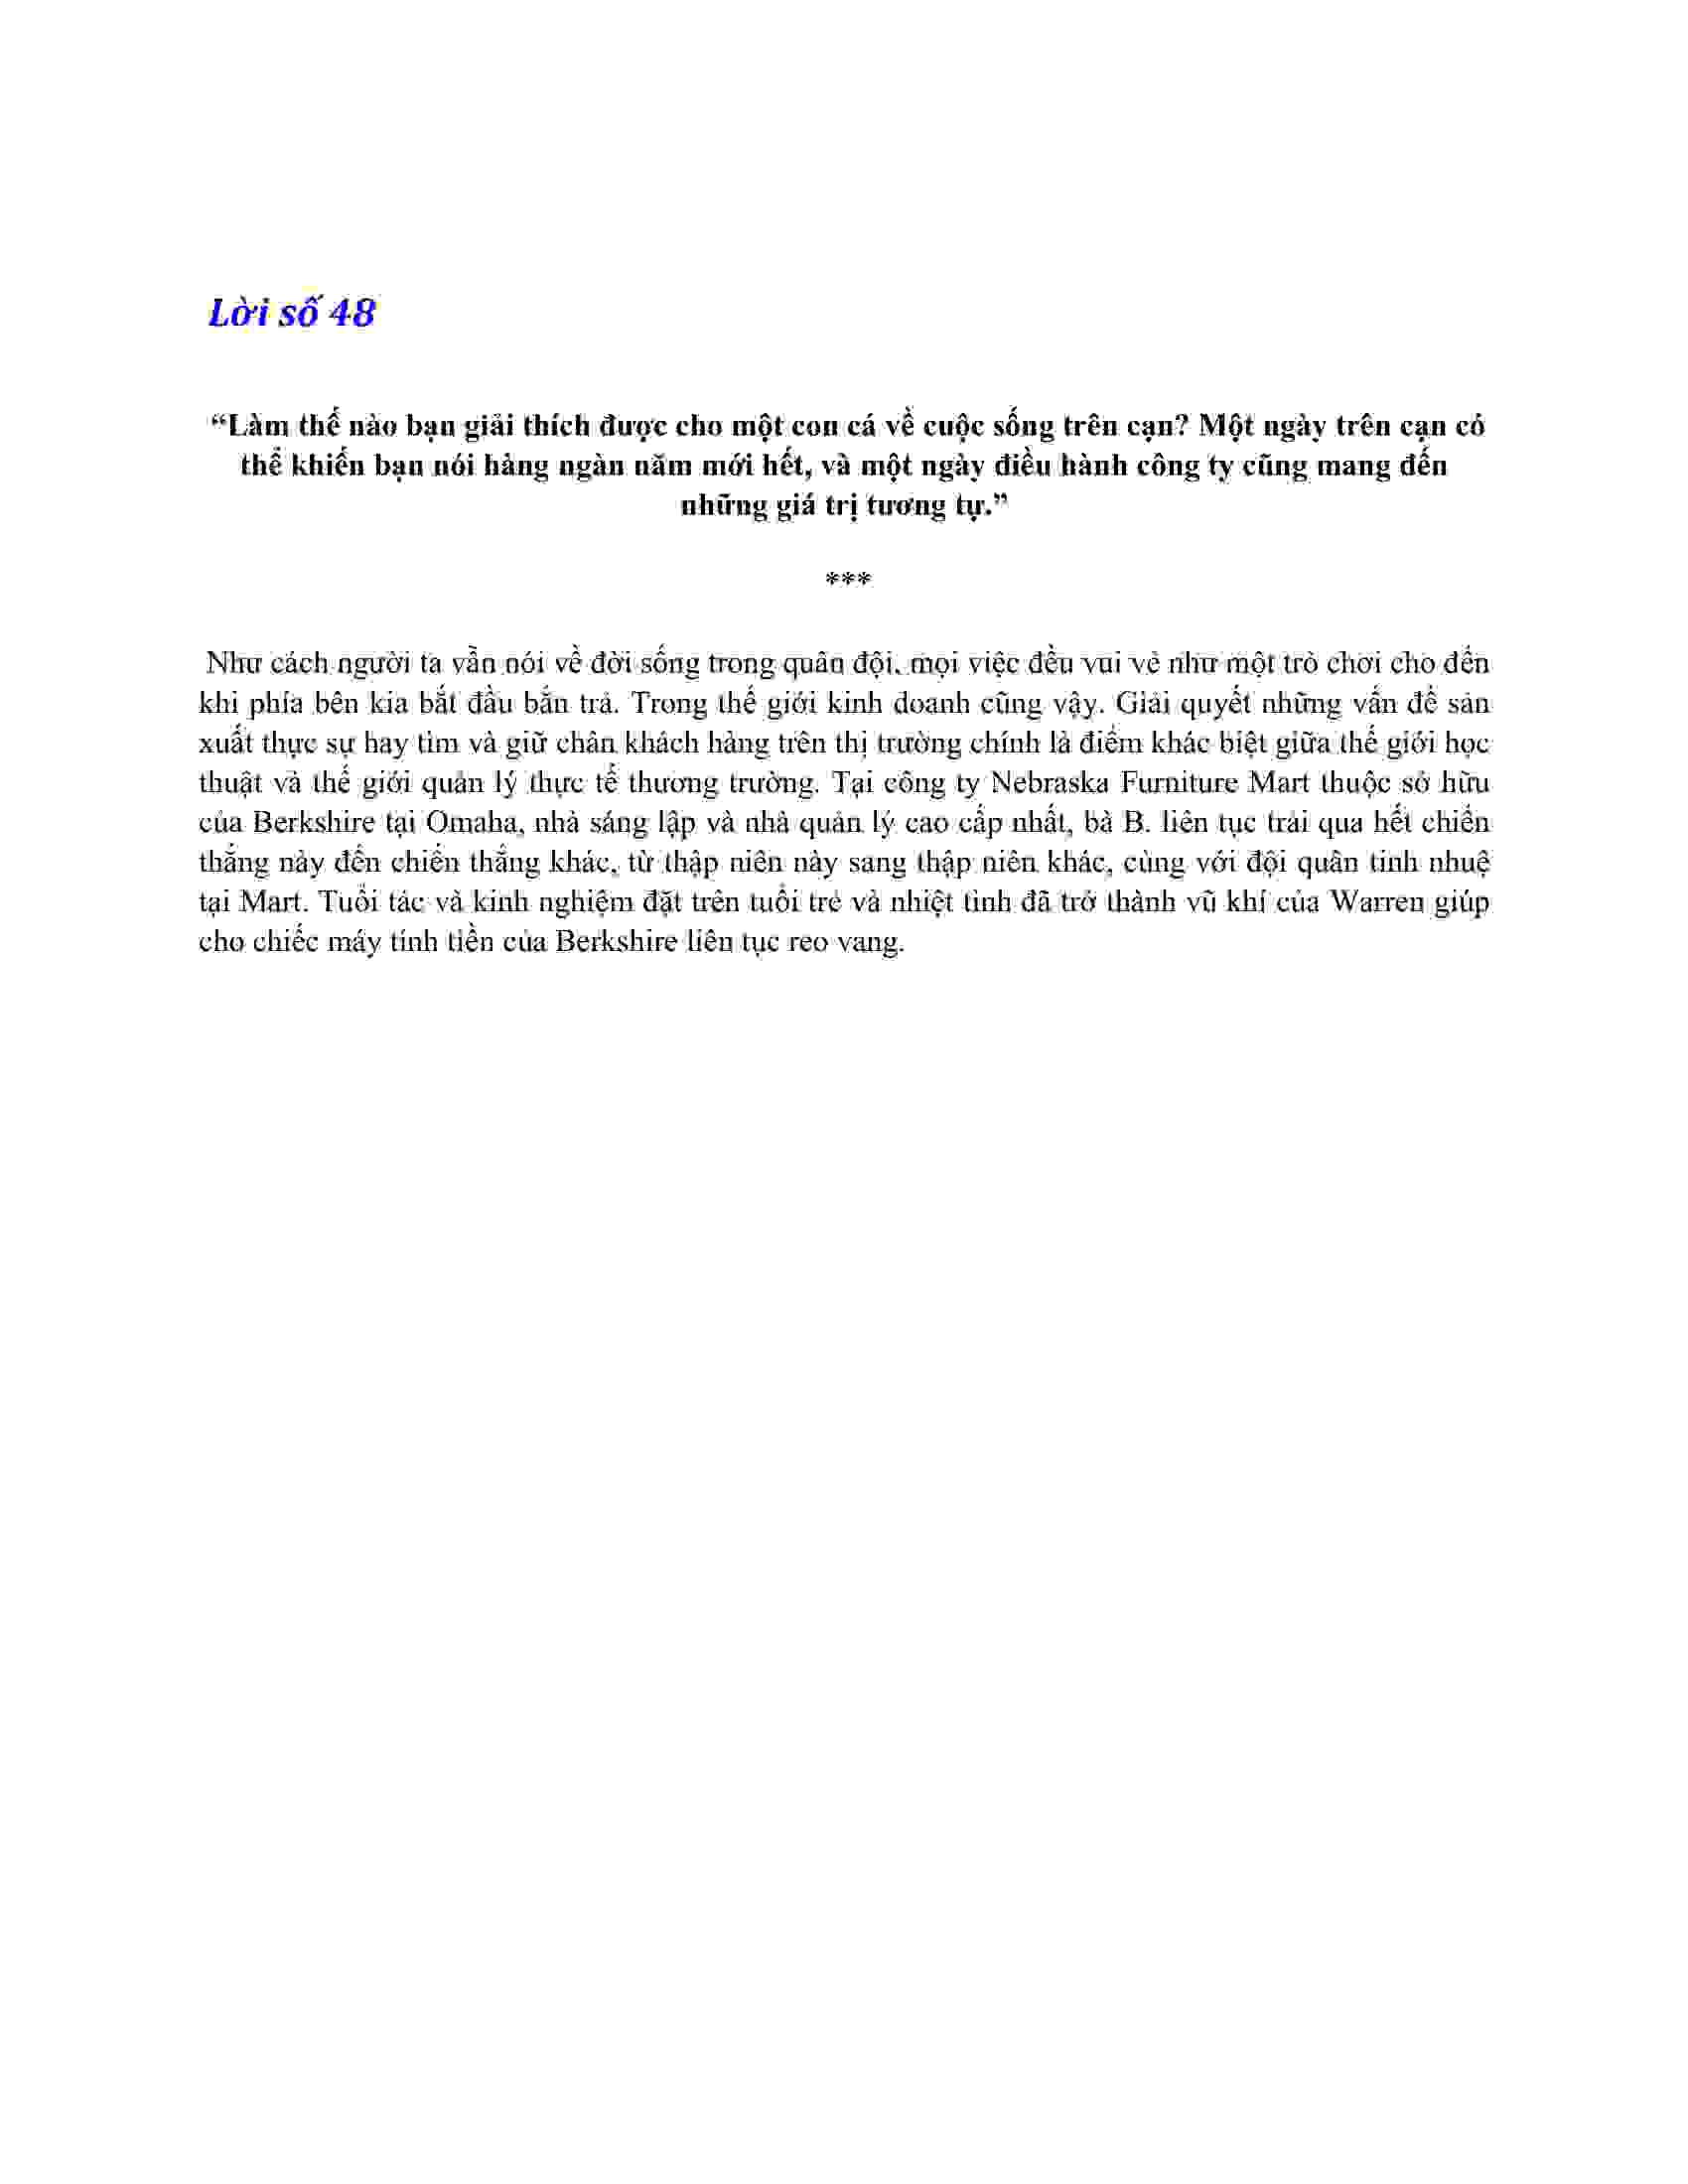 Lời số 48
“Làm thế nào bạn giải thích được cho một con cá về cuộc sống trên cạn? Một ngày trên cạn có
thể khiến bạn nói hàng ngàn năm mới hết, và một ngày điều hành công ty cũng mang đến
những giá trị tương tự.”
***
Như cách người ta vẫn nói về đời sống trong quân đội, mọi việc đều vui vẻ như một trò chơi cho đến
khi phía bên kia bắt đầu bắn trả. Trong thế giới kinh doanh cũng vậy. Giải quyết những vấn đề sản
xuất thực sự hay tìm và giữ chân khách hàng trên thị trường chính là điểm khác biệt giữa thế giới học
thuật và thế giới quản lý thực tế thương trường. Tại công ty Nebraska Furniture Mart thuộc sở hữu
của Berkshire tại Omaha, nhà sáng lập và nhà quản lý cao cấp nhất, bà B. liên tục trải qua hết chiến
thắng này đến chiến thắng khác, từ thập niên này sang thập niên khác, cùng với đội quân tinh nhuệ
tại Mart. Tuổi tác và kinh nghiệm đặt trên tuổi trẻ và nhiệt tình đã trở thành vũ khí của Warren giúp
cho chiếc máy tính tiền của Berkshire liên tục reo vang.